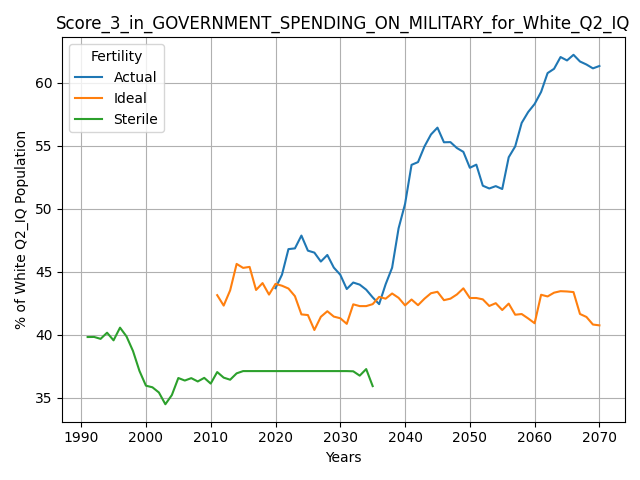 Score_3_in_GOVERNMENT_SPENDING_ON_MILITARY_for_White_Q2_IQ
Fertility
Actual
Ideal
Sterile
% of White Q2_IQ Population
60
55
50
45
40
35
1990 2000 2010 2020 2030 2040 2050 2060 2070
Years